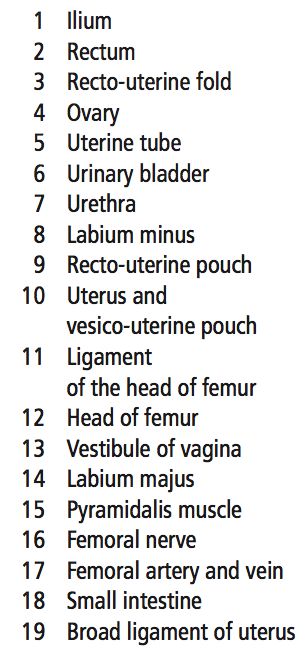 1 Ilium
2 Rectum
3 Recto-uterine fold
4 Ovary
5 Uterine tube
6 Urinary bladder
7 Urethra
8 Labium minus
9 Recto-uterine pouch
10 Uterus and
vesico-uterine pouch
11 Ligament
of the head of femur
12 Head of femur
13 Vestibule of vagina
14 Labium majus
15 Pyramidalis muscle
16 Femoral nerve
17 Femoral artery and vein
18 Small intestine
19 Broad ligament of uterus